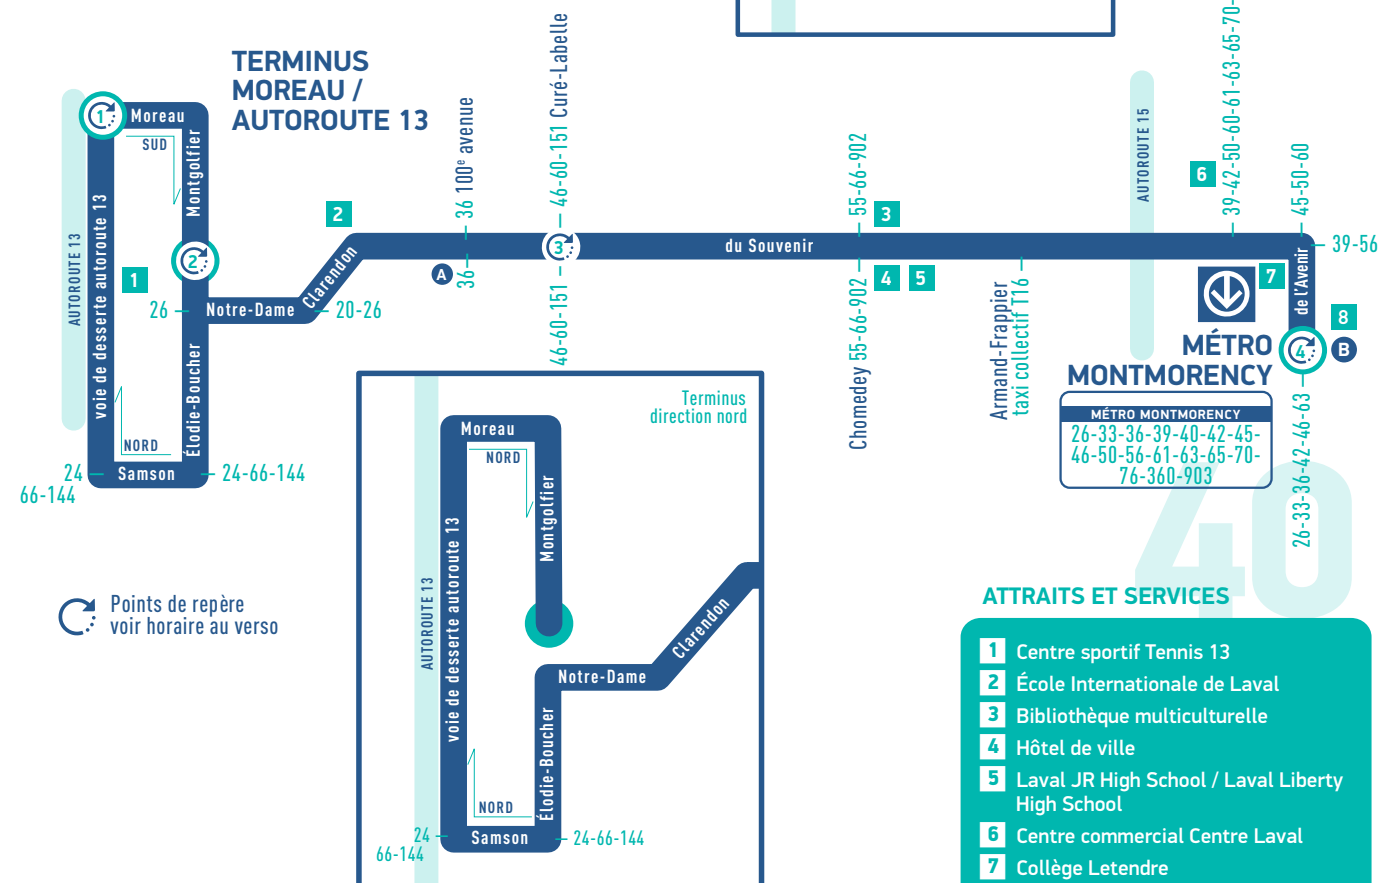 TERMINUS
MOREAU /
AUTOROUTE 13
1
Moreau
SUD
Montgolfier
voie de desserte autoroute 13
AUTOROUTE 13
1
2
26
Notre-Dame
Clarendon
20-26
Élodie-Boucher
NORD
24
66-144
Samson
24-66-144
2
36 100e avenue
A
36
46-60-151 Curé-Labelle
3
46-60-151
du Souvenir
55-66-902
3
Chomedey 55-66-902
4
5
Armand-Frappier
taxi collectif T16
AUTOROUTE 15
6
39-42-50-60-61-63-65-70-
45-50-60
39-56
de l'Avenir
7
8
4
B
MÉTRO
MONTMORENCY
MÉTRO MONTMORENCY
26-33-36-39-40-42-45-
46-50-56-61-63-65-70-
76-360-903
26-33-36-42-46-63
40
Terminus
direction nord
Moreau
NORD
Montgolfier
voie de desserte autoroute 13
AUTOROUTE 13
Clarendon
Notre-Dame
Élodie-Boucher
NORD
24
66-144
Samson
24-66-144
Points de repère
voir horaire au verso
ATTRAITS ET SERVICES
1 Centre sportif Tennis 13
2 École Internationale de Laval
3 Bibliothèque multiculturelle
4 Hôtel de ville
5 Laval JR High School / Laval Liberty
High School
6 Centre commercial Centre Laval
7 Collège Letendre